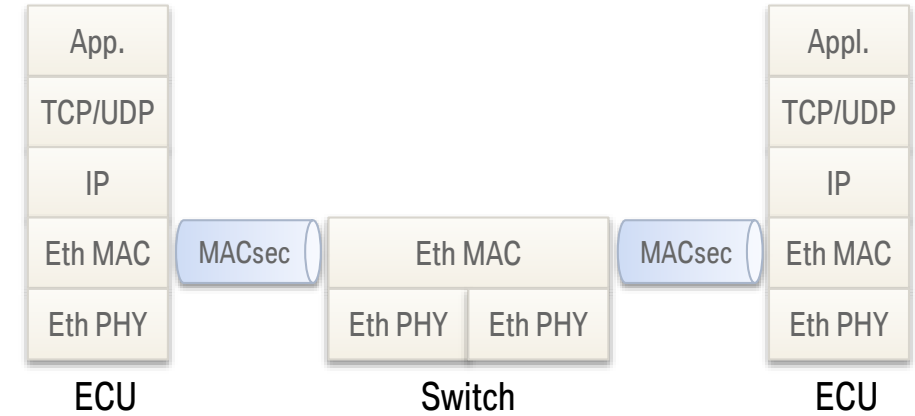 App.
TCP/UDP
IP
Eth MAC
Eth PHY
ECU
MACsec
Eth MAC
Eth PHY Eth PHY
Switch
MACsec
Appl.
TCP/UDP
IP
Eth MAC
Eth PHY
ECU